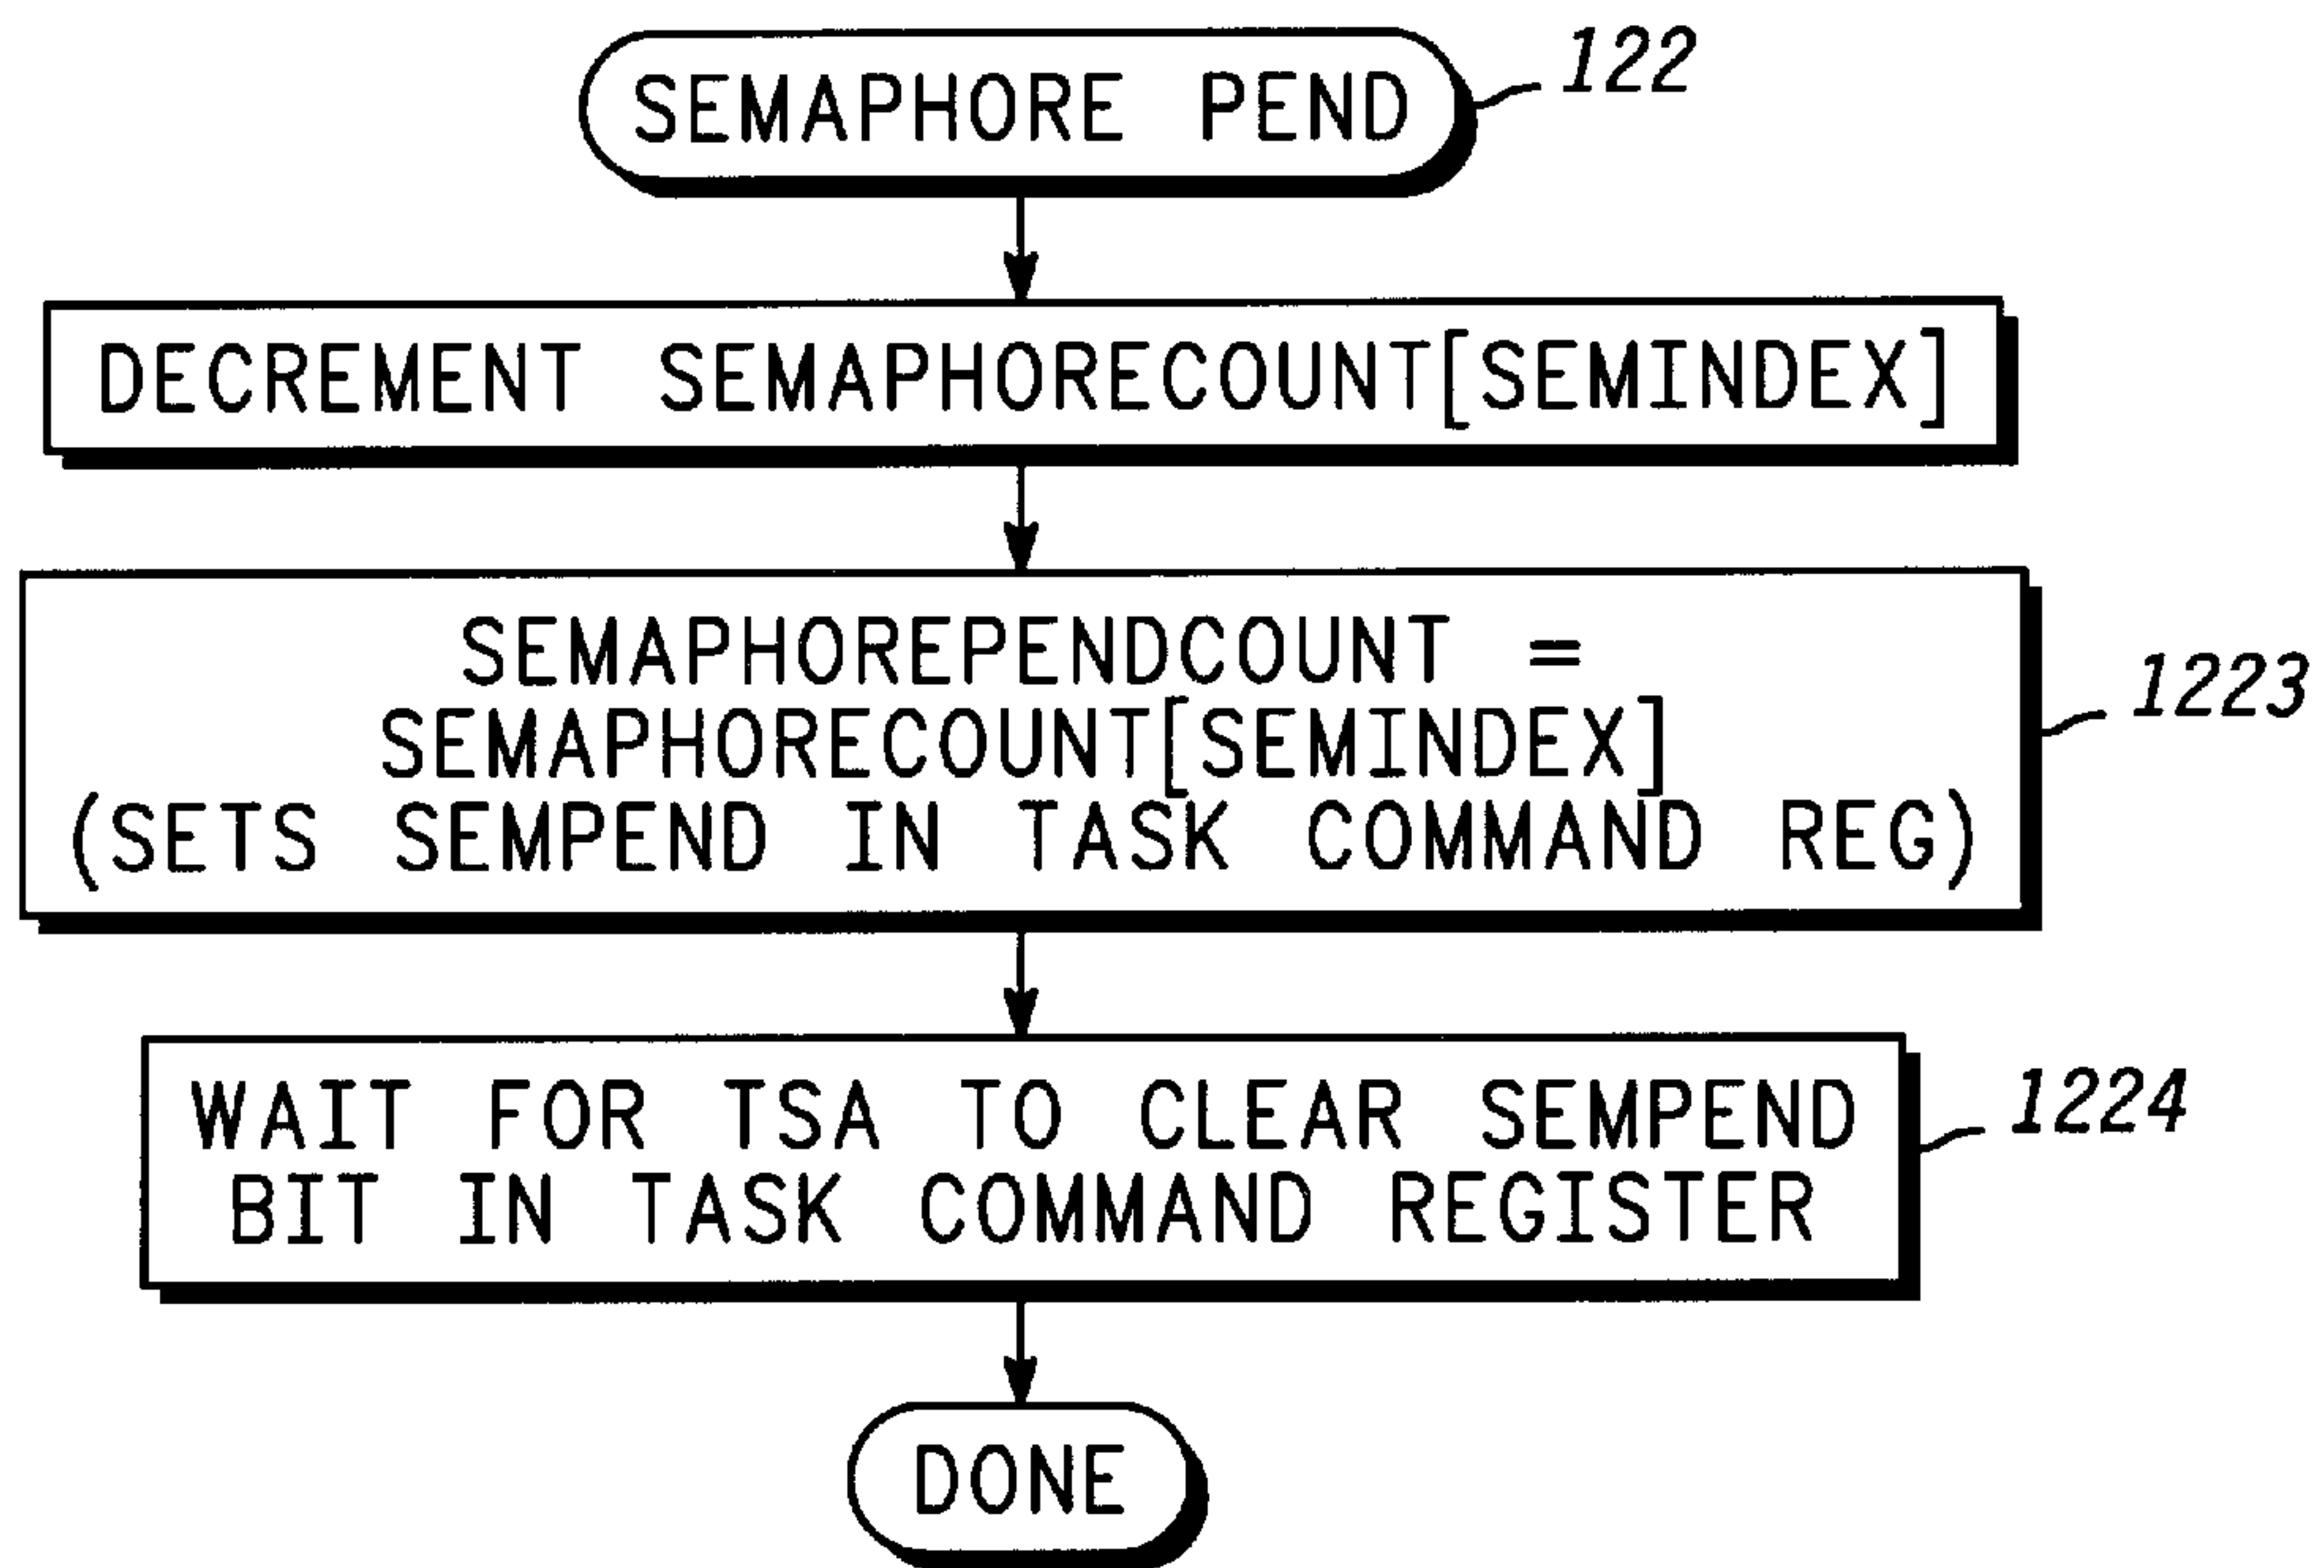 SEMAPHORE PEND
122
DECREMENT SEMAPHORECOUNT[SEMINDEX]
SEMAPHOREPENDCOUNT =
SEMAPHORECOUNT[SEMINDEX]
(SETS SEMPEND IN TASK COMMAND REG)
1223
WAIT FOR TSA TO CLEAR SEMPEND
BIT IN TASK COMMAND REGISTER
1224
DONE